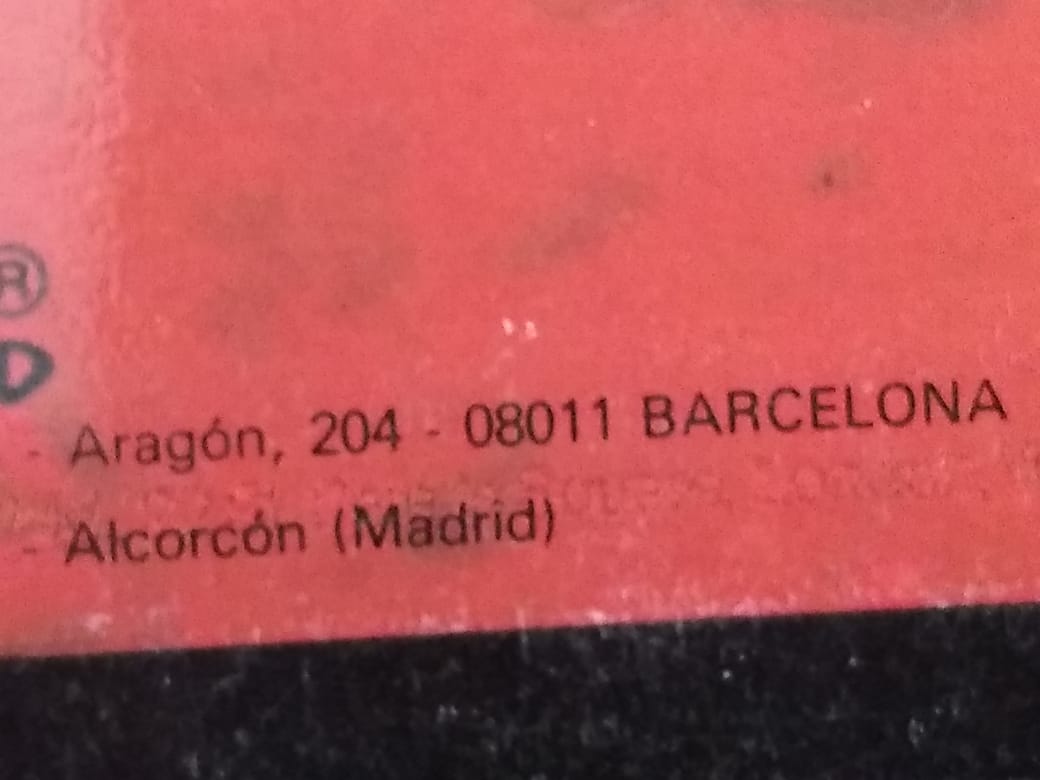 ®
D
- Aragón, 204 - 08011 BARCELONA
- Alcorcón (Madrid)